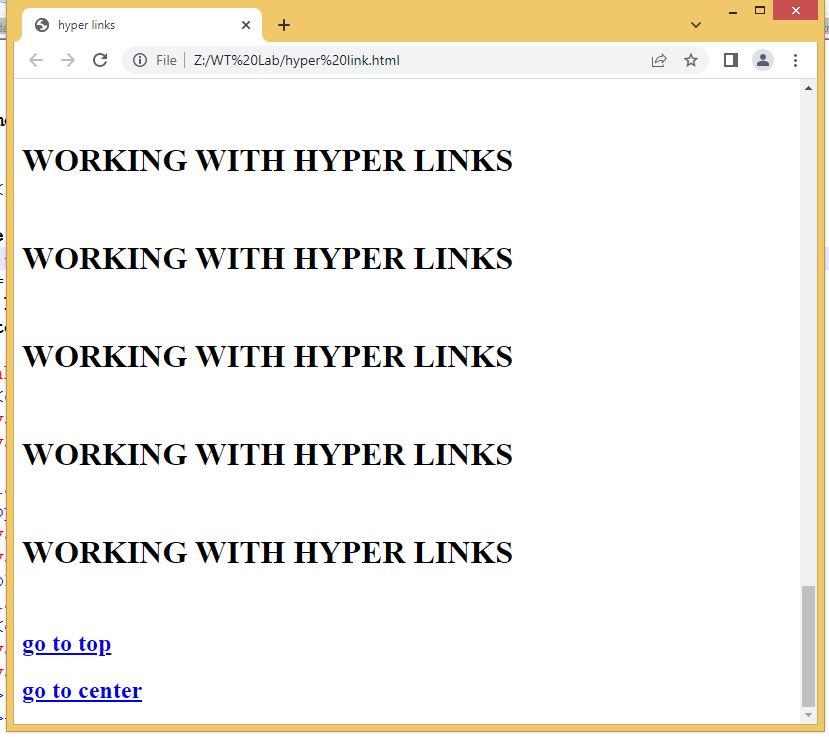 hyper links
File Z:/WT%20Lab/hyper%20link.html
WORKING WITH HYPER LINKS
WORKING WITH HYPER LINKS
WORKING WITH HYPER LINKS
WORKING WITH HYPER LINKS
WORKING WITH HYPER LINKS
go to top
go to center